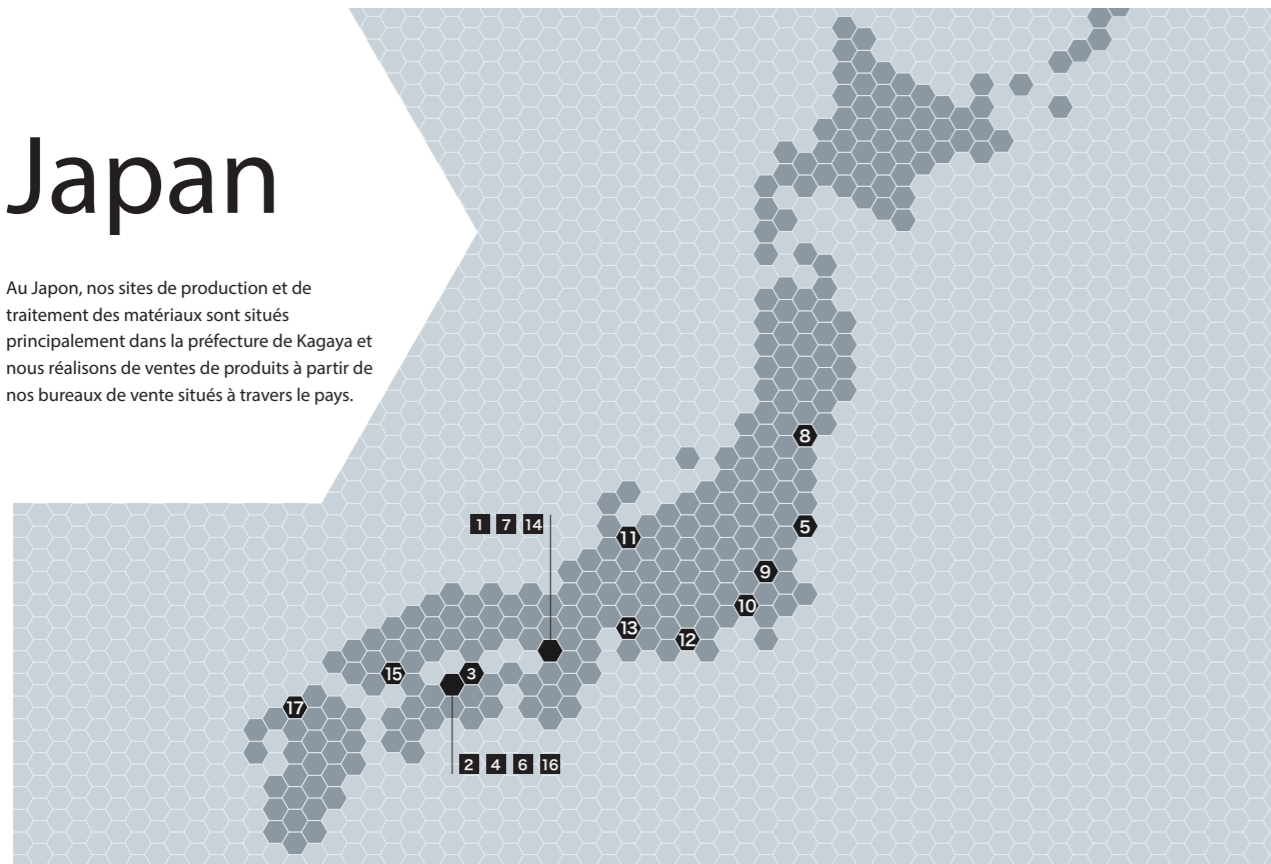 Japan
Au Japon, nos sites de production et de
traitement des matériaux sont situés
principalement dans la préfecture de Kagaya et
nous réalisons de ventes de produits à partir de
nos bureaux de vente situés à travers le pays.
8
1 7 14
5
11
9
10
13
12
15
3
17
2 4 6 16